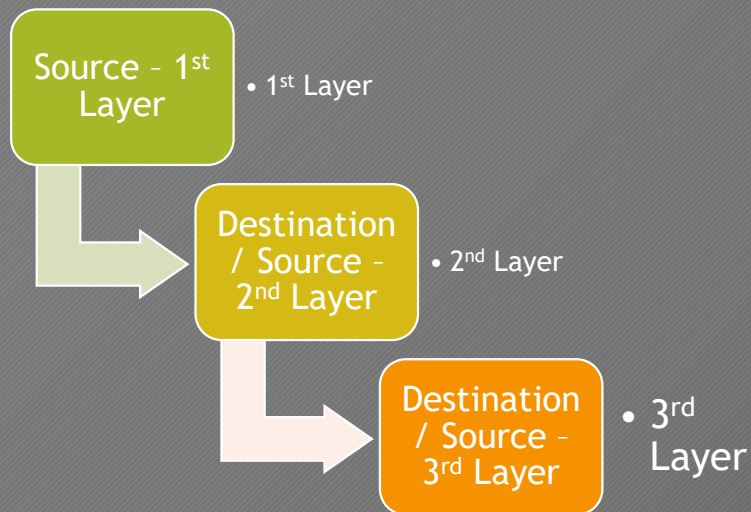 Source – 1st
Layer
• 1st Layer
Destination
/ Source –
2nd Layer
• 2nd Layer
Destination
/ Source –
3rd Layer
• 3rd
Layer